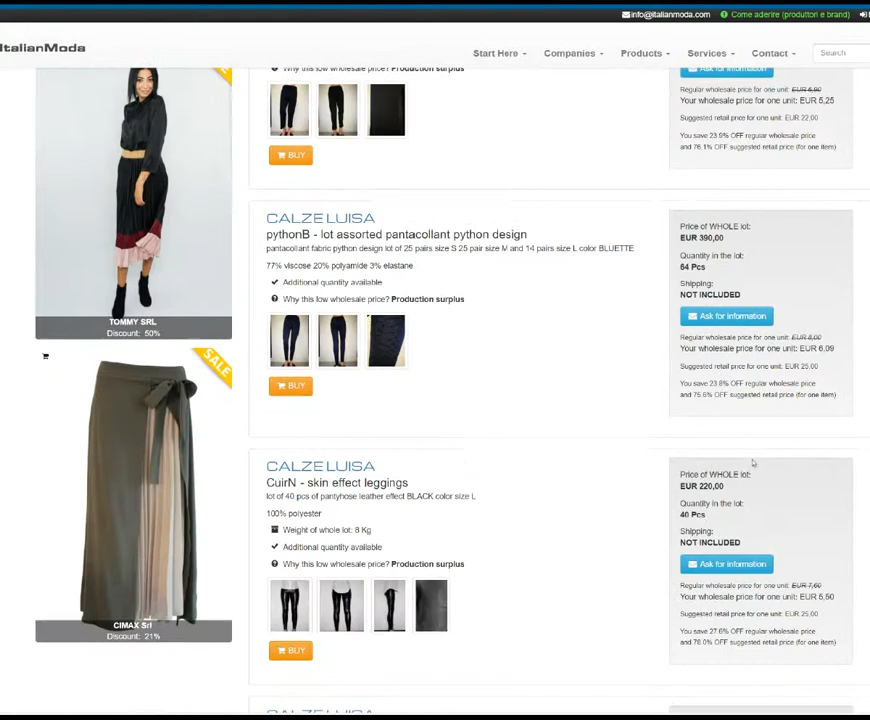 info@italianmoda.com Come aderire (produttori e brand)
ItalianModa
Start Here Companies Products Services Contact Search
SALE
TOMMY SRL
Discount: 50%
SALE
CIMAX Srl
Discount: 21%
Why this low wholesale price? Production surplus
BUY
Ask for information
Regular wholesale price for one unit: EUR 6,90
Your wholesale price for one unit: EUR 5,25
Suggested retail price for one unit: EUR 22,00
You save 23.9% OFF regular wholesale price
and 76.1% OFF suggested retail price (for one item)
CALZE LUISA
pythonB - lot assorted pantacollant python design
pantacollant fabric python design lot of 25 pairs size S 25 pair size M and 14 pairs size L color BLUETTE
77% viscose 20% polyamide 3% elastane
Additional quantity available
Why this low wholesale price? Production surplus
BUY
Price of WHOLE lot:
EUR 390,00
Quantity in the lot:
64 Pcs
Shipping:
NOT INCLUDED
Ask for information
Regular wholesale price for one unit: EUR 8,00
Your wholesale price for one unit: EUR 6,09
Suggested retail price for one unit: EUR 25,00
You save 23.8% OFF regular wholesale price
and 75.6% OFF suggested retail price (for one item)
CALZE LUISA
CuirN - skin effect leggings
lot of 40 pcs of pantyhose leather effect BLACK color size L
100% polyester
Weight of whole lot: 8 Kg
Additional quantity available
Why this low wholesale price? Production surplus
BUY
Price of WHOLE lot:
EUR 220,00
Quantity in the lot:
40 Pcs
Shipping:
NOT INCLUDED
Ask for information
Regular wholesale price for one unit: EUR 7,60
Your wholesale price for one unit: EUR 5,50
Suggested retail price for one unit: EUR 25,00
You save 27.6% OFF regular wholesale price
and 78.0% OFF suggested retail price (for one item)
CALZE LUISA